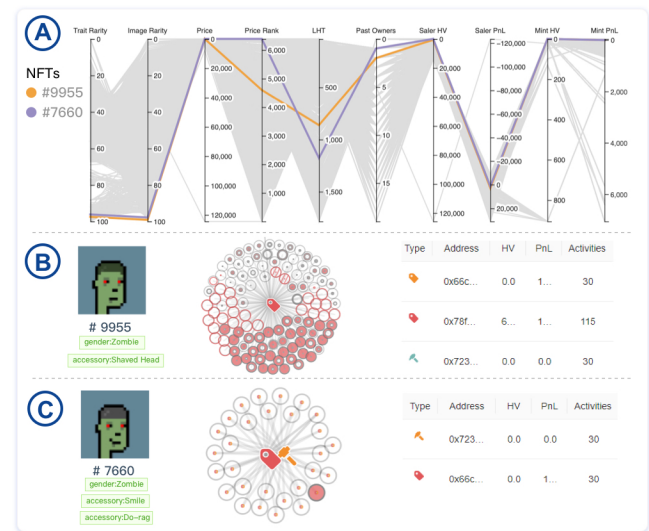 A
Trait Rarity Image Rarity Price Price Rank LHT Past Owners Saler HV Saler PnL Mint HV Mint PnL
NFTs
#9955
#7660
0 0 0 0 0 0 0
20 20 20,000 6,000 500 5 20,000 -120,000 200 2,000
40 40 40,000 5,000 1,000 10 40,000 -100,000 400 4,000
60 60 60,000 4,000 1,500 15 60,000 -80,000 600 6,000
80 80 80,000 3,000 80,000 -60,000 800
100 100 100,000 2,000 100,000 -40,000
120,000 1,000 120,000 -20,000
0
20,000
B
# 9955
gender:Zombie
accessory:Shaved Head
Type Address HV PnL Activities
0x66c... 0.0 1... 30
0x78f... 6... 1... 115
0x723... 0.0 0.0 30
C
# 7660
gender:Zombie
accessory:Smile
accessory:Do-rag
Type Address HV PnL Activities
0x723... 0.0 0.0 30
0x66c... 0.0 1... 30